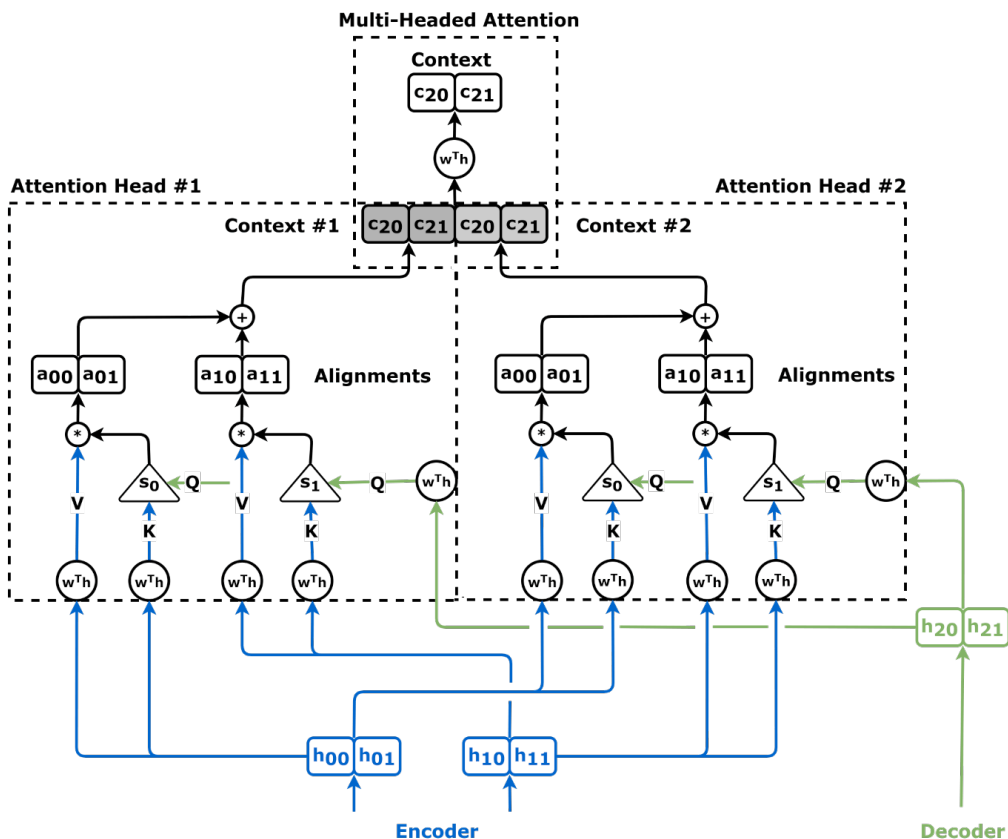 Multi-Headed Attention
Context
c20 c21
wTh
Attention Head #1
Attention Head #2
Context #1
c20 c21 c20 c21
Context #2
+
+
a00 a01
a10 a11
Alignments
a00 a01
a10 a11
Alignments
*
*
*
*
s0
Q
s1
Q
wTh
s0
Q
s1
Q
wTh
V
K
V
K
V
K
V
K
wTh
wTh
wTh
wTh
wTh
wTh
wTh
wTh
h20 h21
h00 h01
h10 h11
Encoder
Decoder